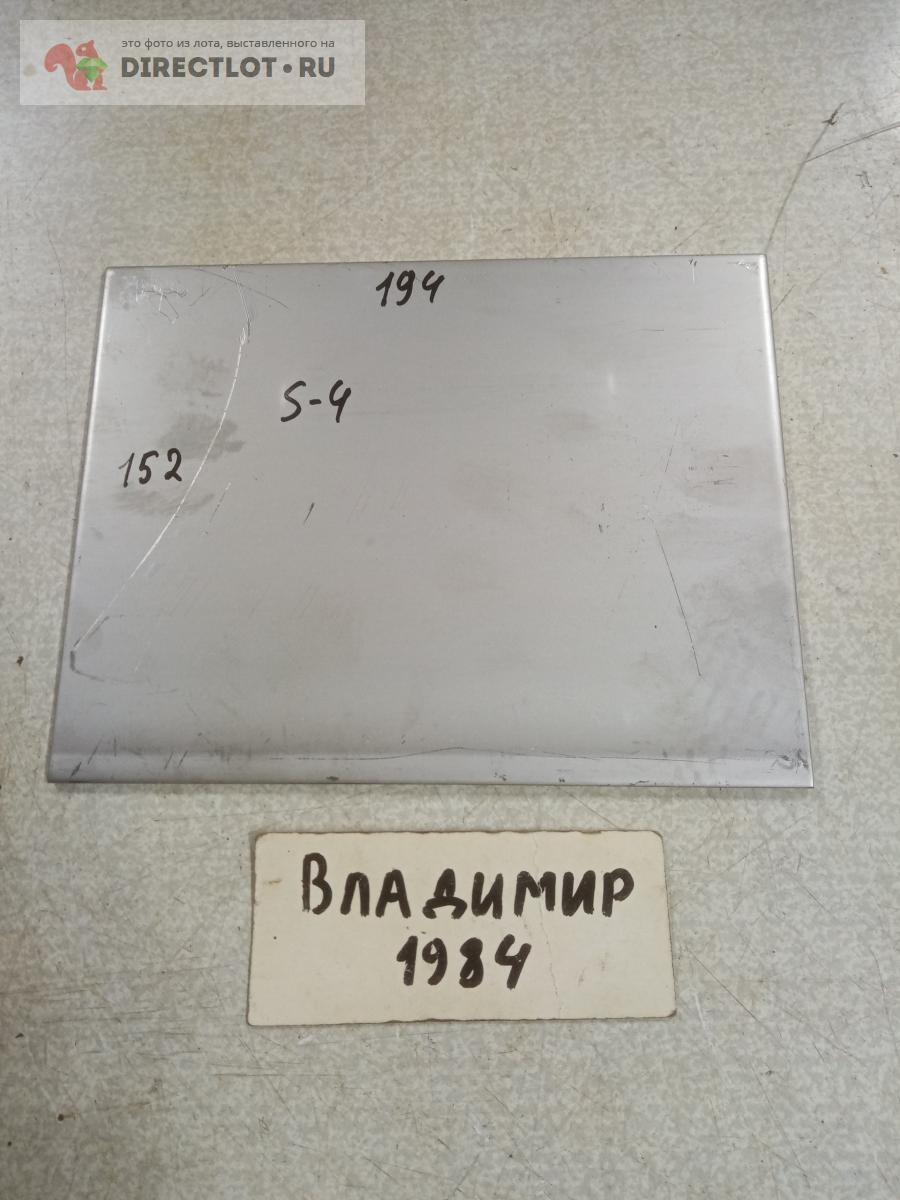 это фото из лота, выставленного на
DIRECTLOT•RU
194
S-4
152
ВЛАДИМИР
1984